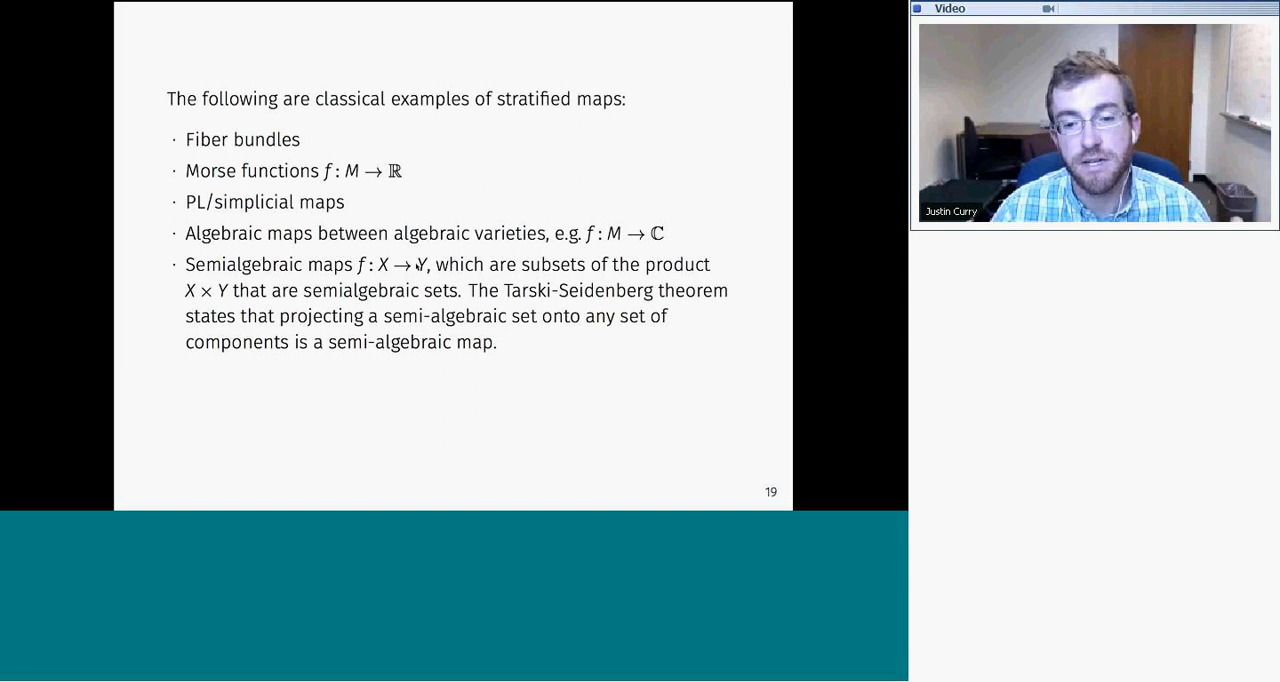 The following are classical examples of stratified maps:
· Fiber bundles
· Morse functions f : M → ℝ
· PL/simplicial maps
· Algebraic maps between algebraic varieties, e.g. f : M → ℂ
· Semialgebraic maps f : X → Y, which are subsets of the product
X × Y that are semialgebraic sets. The Tarski-Seidenberg theorem
states that projecting a semi-algebraic set onto any set of
components is a semi-algebraic map.
19
Video
Justin Curry